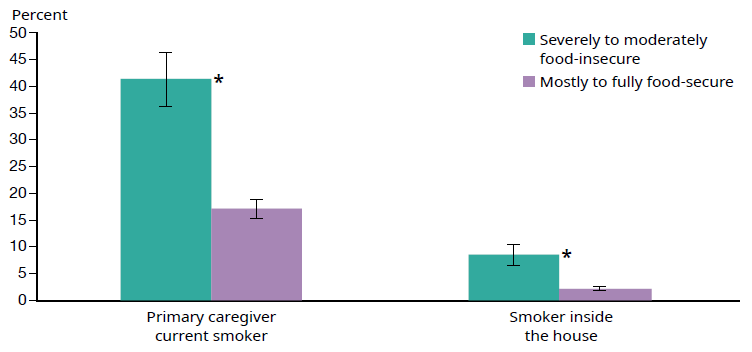 Percent
50
45
40
35
30
25
20
15
10
5
0
*
*
Severely to moderately
food-insecure
Mostly to fully food-secure
Primary caregiver
current smoker
Smoker inside
the house